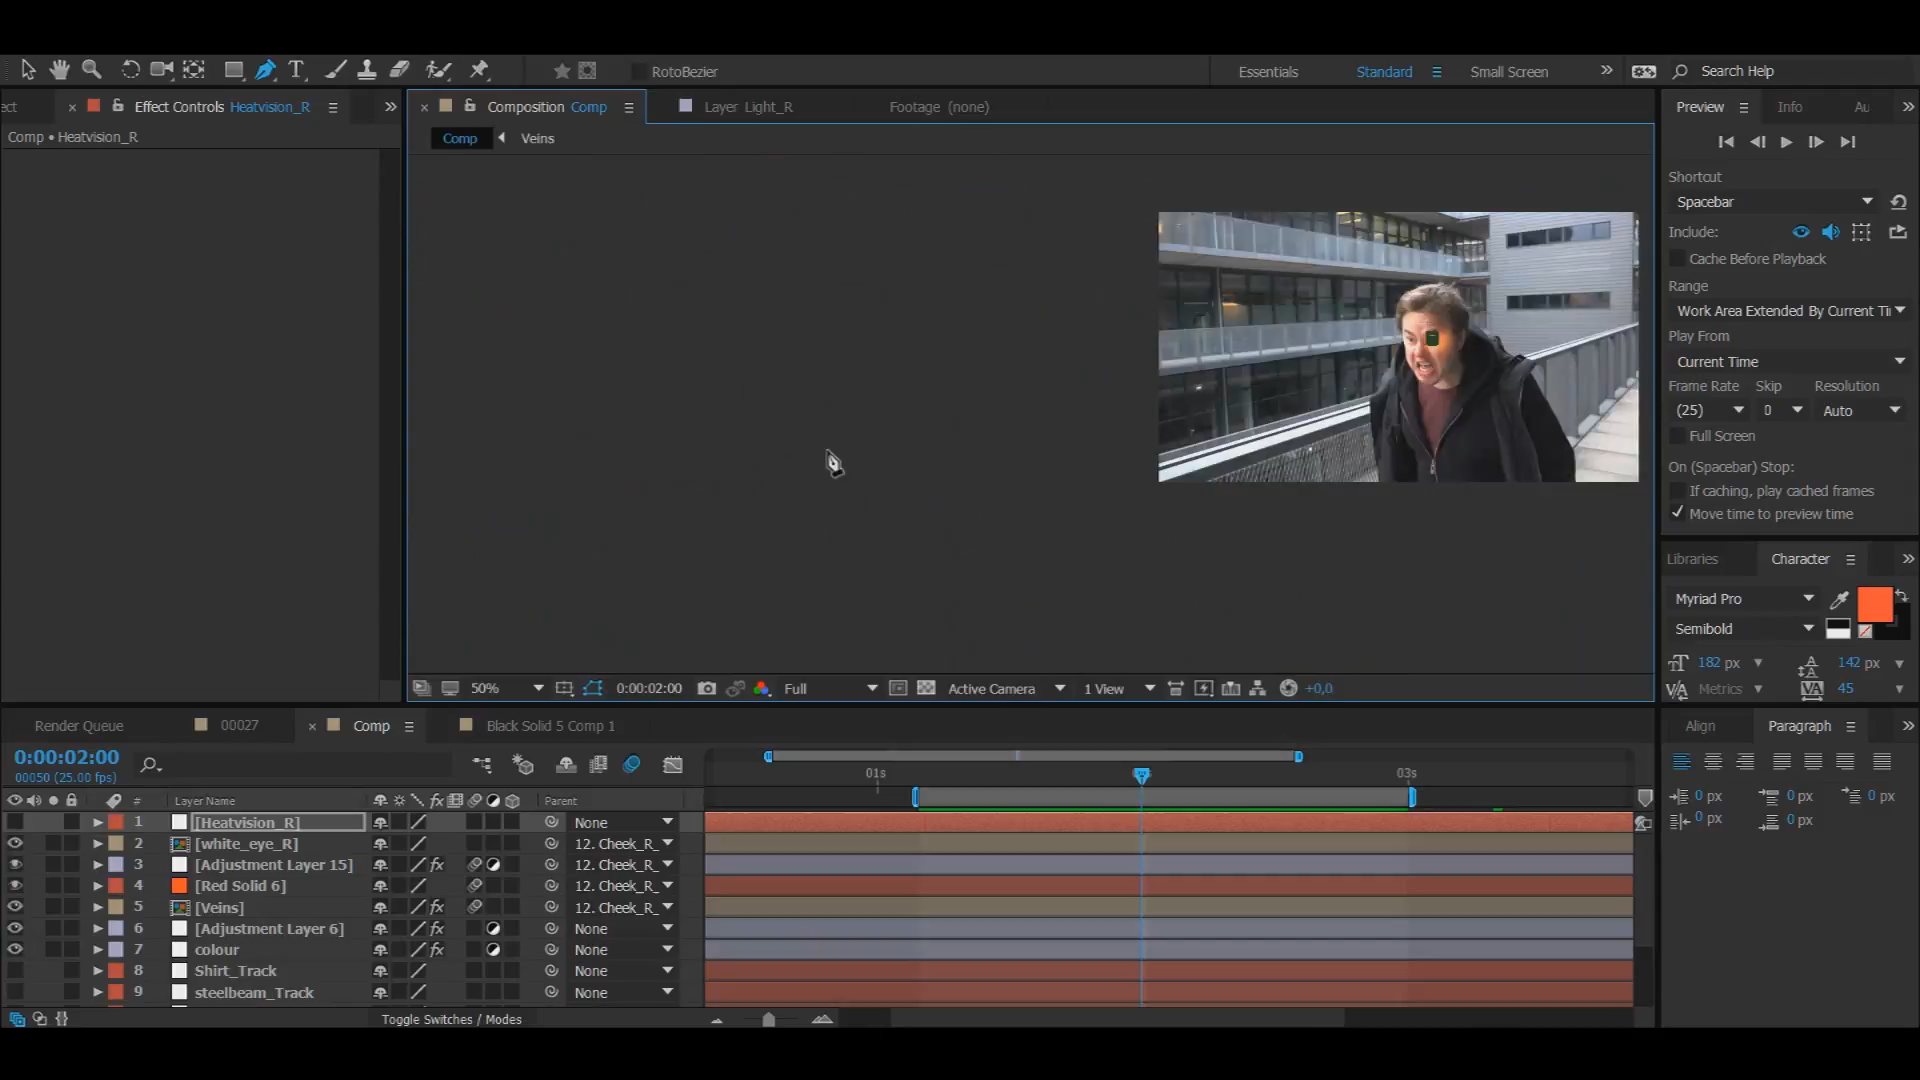 RotoBezier
Essentials
Standard
Small Screen
Search Help
ect
Effect Controls Heatvision_R
Composition Comp
Layer Light_R
Footage (none)
Preview
Info
Au
Comp • Heatvision_R
Comp
Veins
Shortcut
Spacebar
Include:
Cache Before Playback
Range
Work Area Extended By Current Ti
Play From
Current Time
Frame Rate
Skip
Resolution
(25)
0
Auto
Full Screen
On (Spacebar) Stop:
If caching, play cached frames
Move time to preview time
Libraries
Character
Myriad Pro
Semibold
182 px
142 px
Metrics
45
50%
0:00:02:00
Full
Active Camera
1 View
+0,0
Render Queue
00027
Comp
Black Solid 5 Comp 1
Align
Paragraph
0:00:02:00
00050 (25.00 fps)
01s
03s
# Layer Name
fx
Parent
1 [Heatvision_R] None
2 [white_eye_R] 12. Cheek_R_
3 [Adjustment Layer 15] fx 12. Cheek_R_
4 [Red Solid 6] 12. Cheek_R_
5 [Veins] fx 12. Cheek_R_
6 [Adjustment Layer 6] fx None
7 colour fx None
8 Shirt_Track None
9 steelbeam_Track None
0 px
0 px
0 px
0 px
0 px
Toggle Switches / Modes